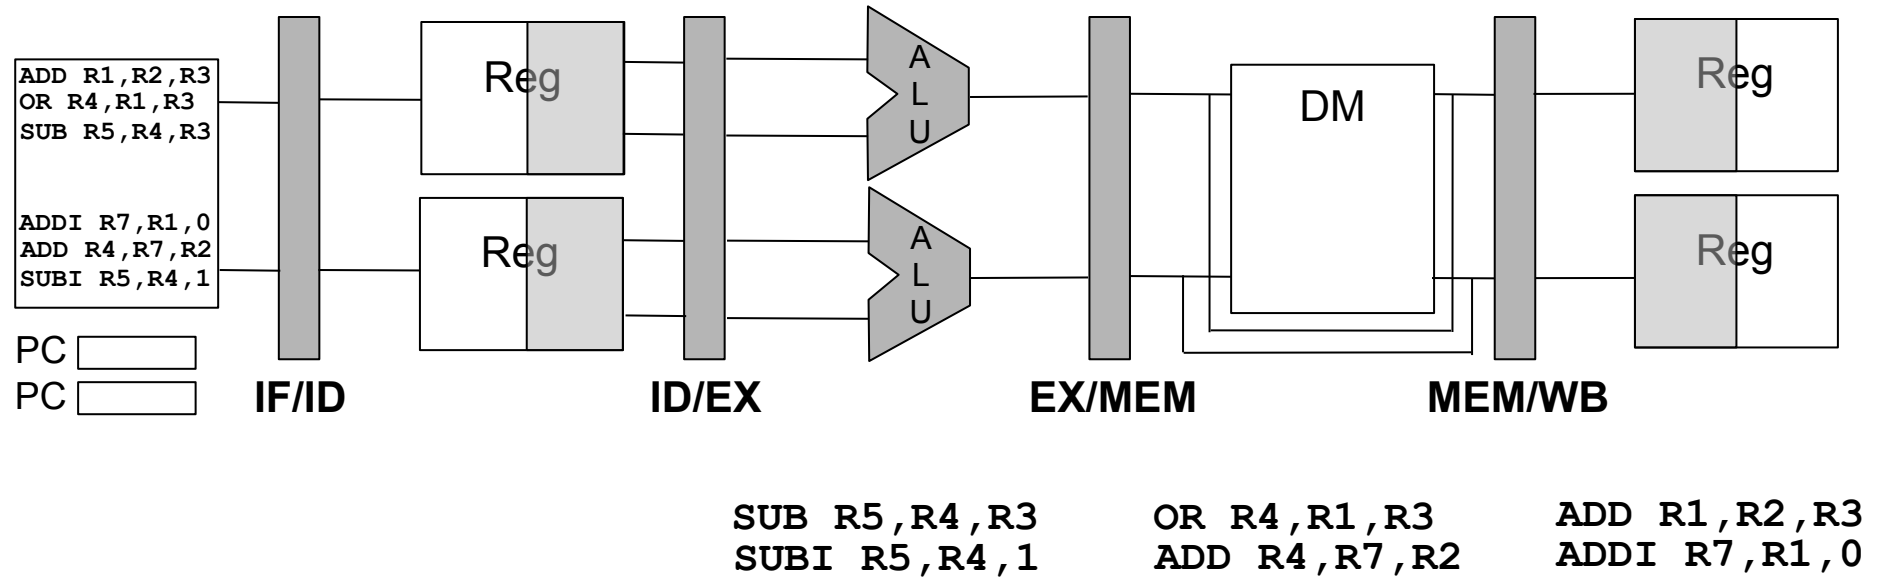 ADD R1,R2,R3
OR R4,R1,R3
SUB R5,R4,R3
ADDI R7,R1,0
ADD R4,R7,R2
SUBI R5,R4,1
PC
PC
IF/ID
Reg
Reg
ID/EX
A
L
U
A
L
U
EX/MEM
DM
MEM/WB
Reg
Reg
SUB R5,R4,R3
SUBI R5,R4,1
OR R4,R1,R3
ADD R4,R7,R2
ADD R1,R2,R3
ADDI R7,R1,0